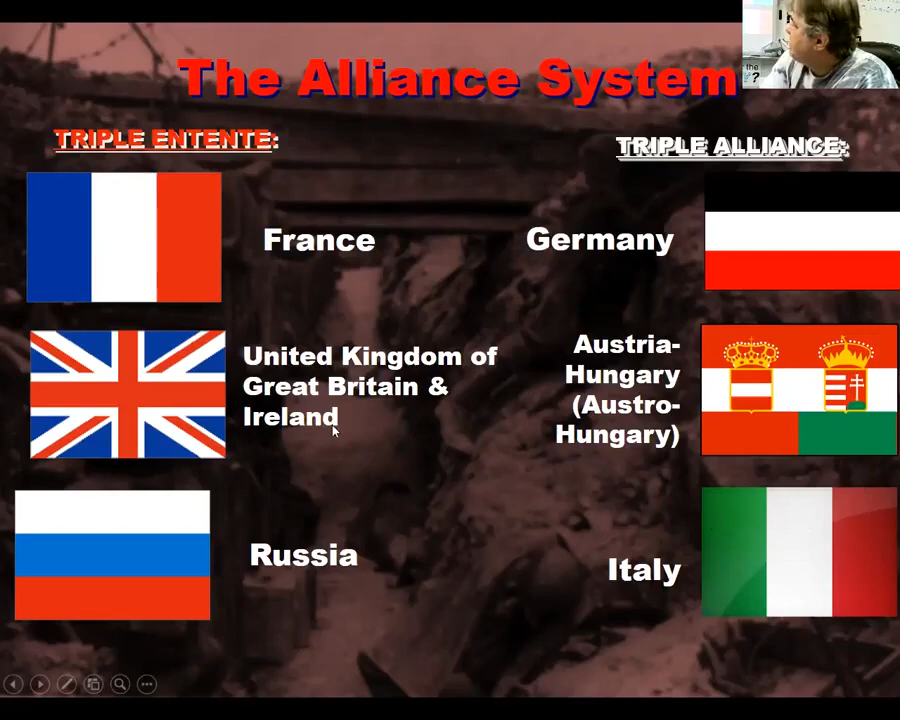 The Alliance System
the
?
TRIPLE ENTENTE:
TRIPLE ALLIANCE:
France
Germany
United Kingdom of
Great Britain &
Ireland
Austria-
Hungary
(Austro-
Hungary)
Russia
Italy